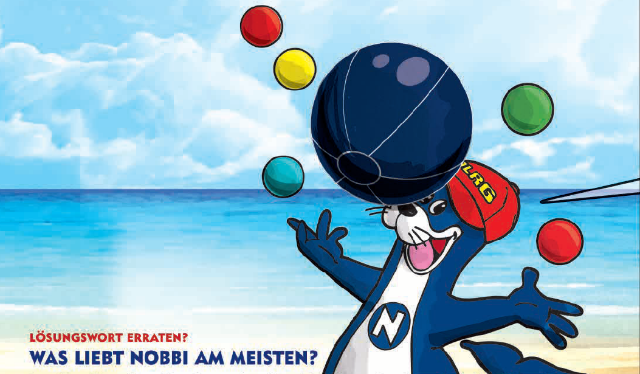 DLRG
N
LÖSUNGSWORT ERRATEN?
WAS LIEBT NOBBI AM MEISTEN?